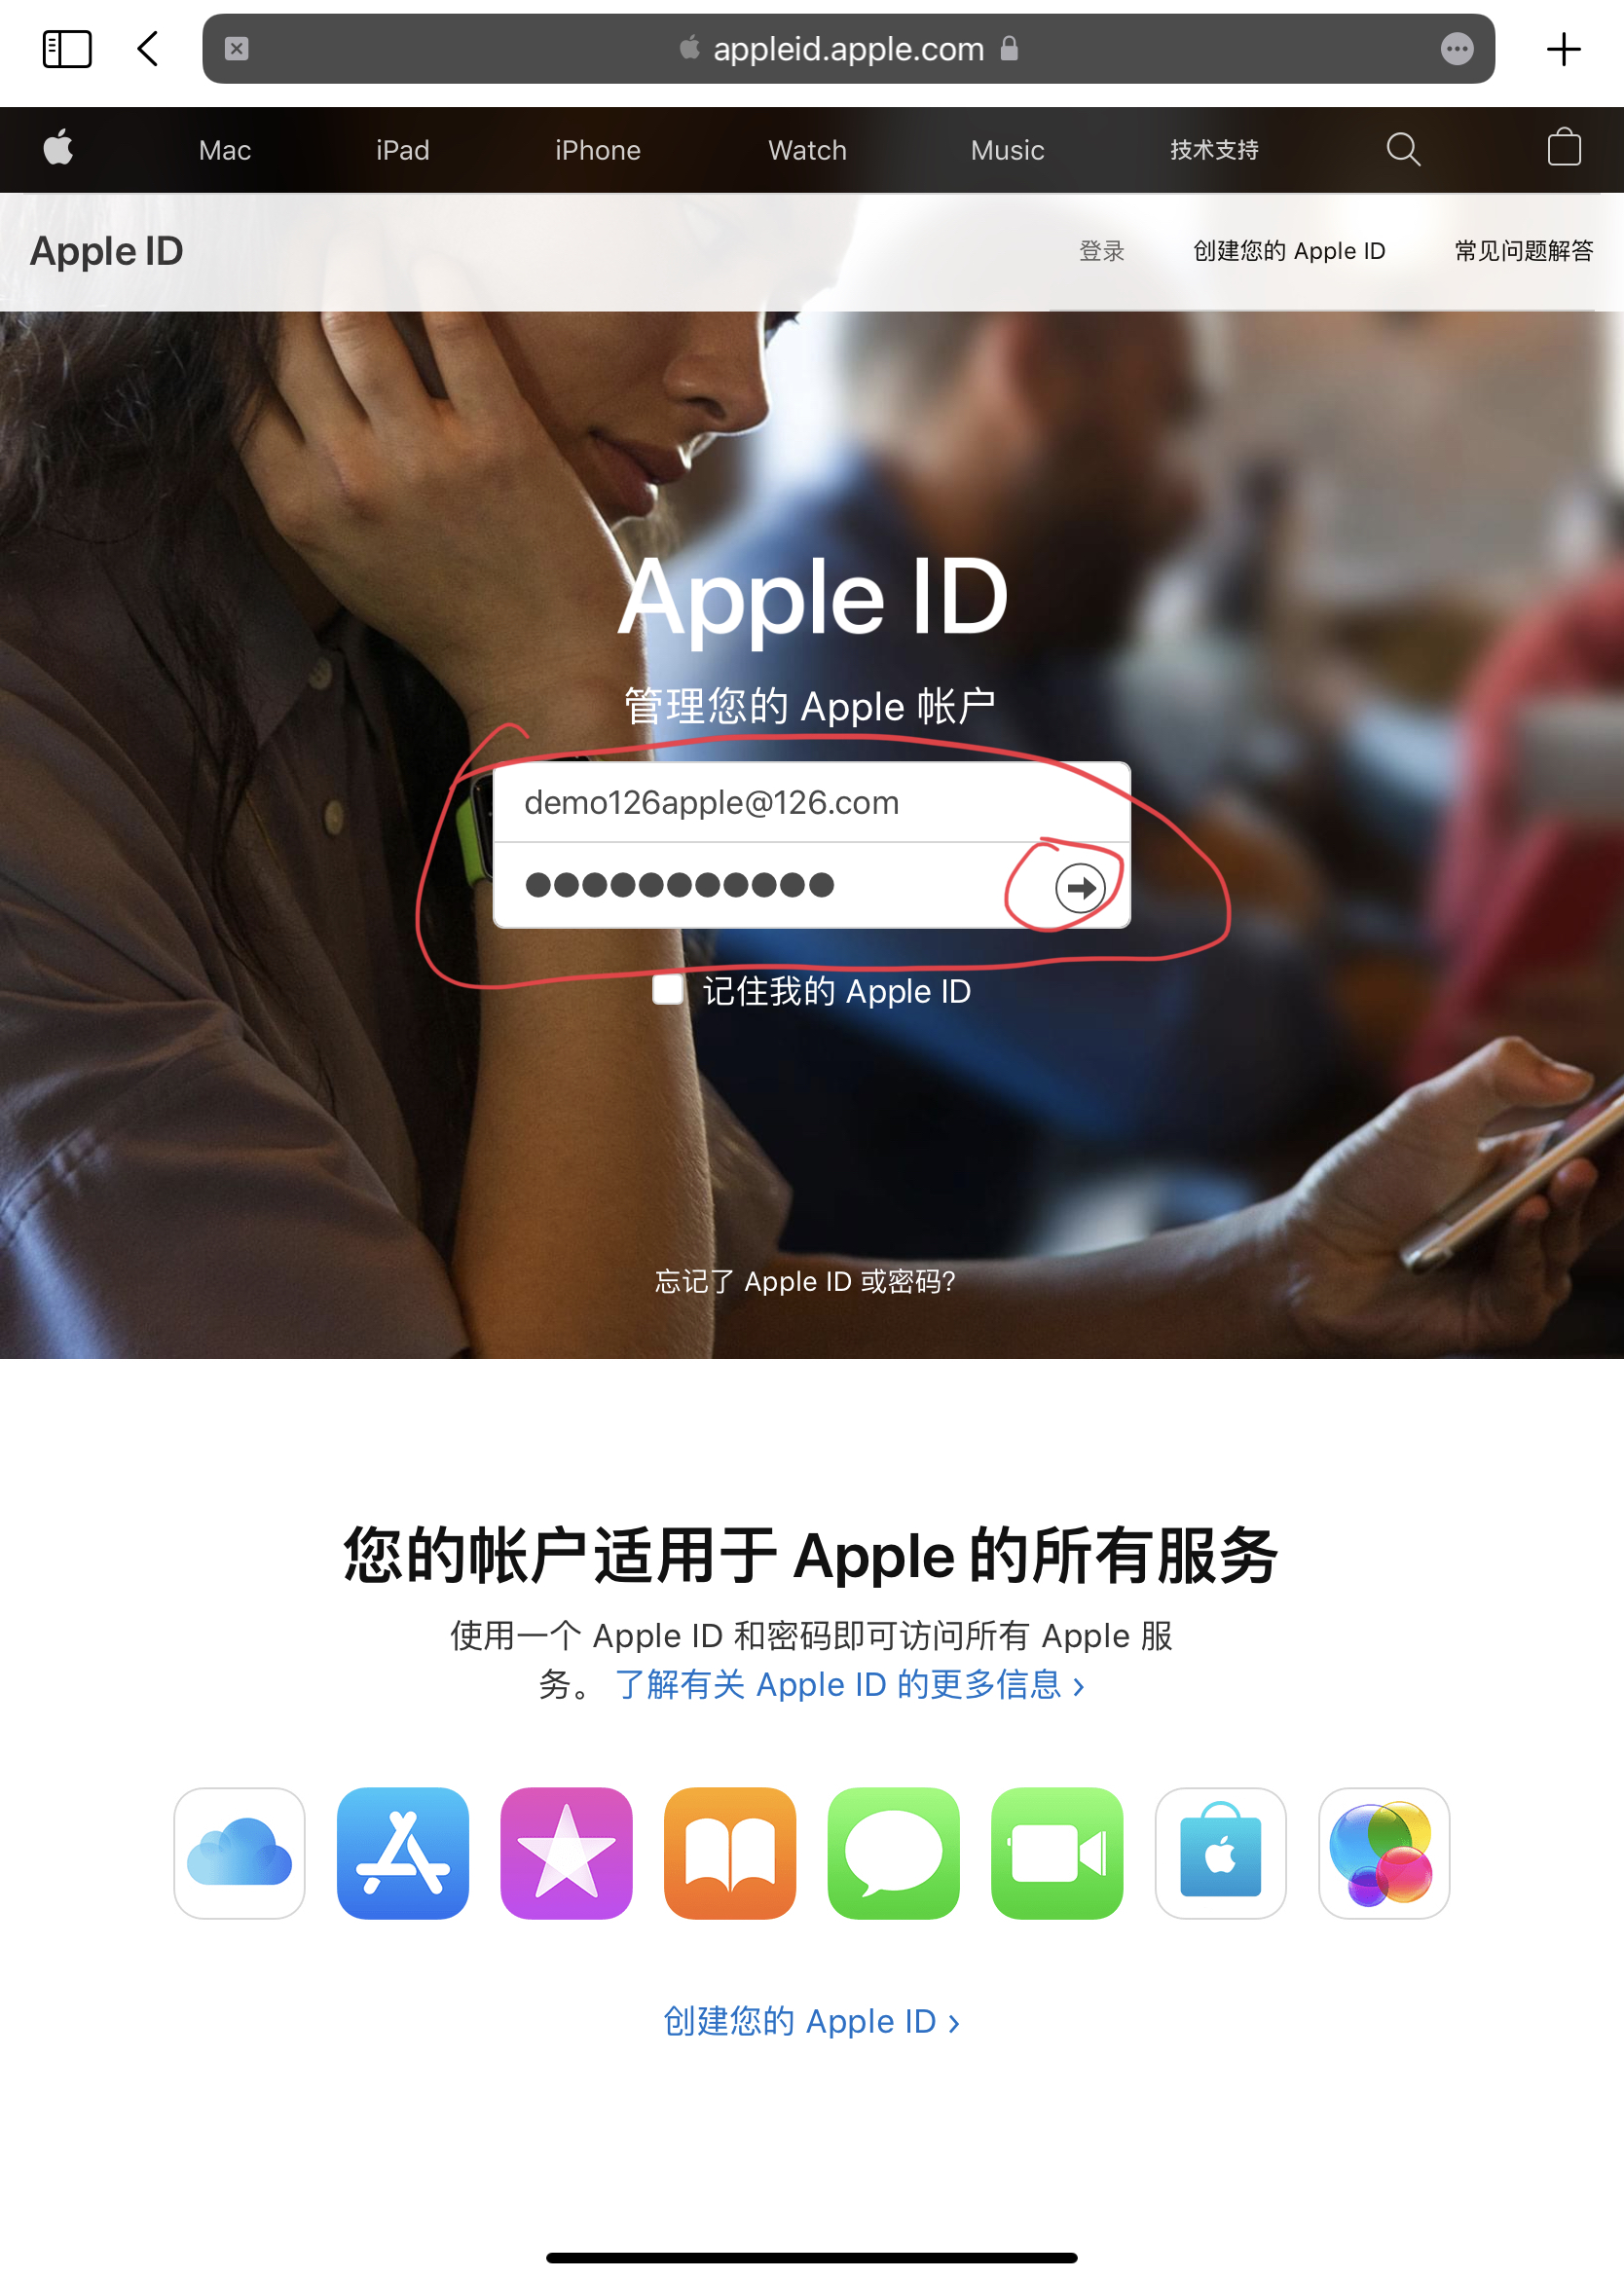 appleid.apple.com
Mac iPad iPhone Watch Music 技术支持
Apple ID 登录 创建您的 Apple ID 常见问题解答
Apple ID
管理您的 Apple 帐户
demo126apple@126.com
记住我的 Apple ID
忘记了 Apple ID 或密码?
您的帐户适用于 Apple 的所有服务
使用一个 Apple ID 和密码即可访问所有 Apple 服
务。 了解有关 Apple ID 的更多信息 ›
创建您的 Apple ID ›